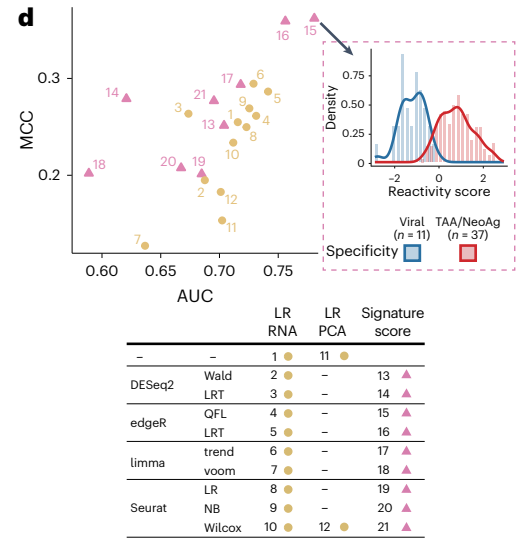 d
MCC
0.3
0.2
0.60
0.65
0.70
0.75
AUC
16
15
14
17
6
5
21
9
3
1
4
13
8
10
18
20
19
2
12
11
7
Density
0.75
0.50
0.25
0
−2
0
2
Reactivity score
Viral TAA/NeoAg
(n = 11) (n = 37)
Specificity
LR LR Signature
RNA PCA score
– – 1 11
DESeq2
Wald 2 – 13
LRT 3 – 14
edgeR
QFL 4 – 15
LRT 5 – 16
limma
trend 6 – 17
voom 7 – 18
Seurat
LR 8 – 19
NB 9 – 20
Wilcox 10 12 21